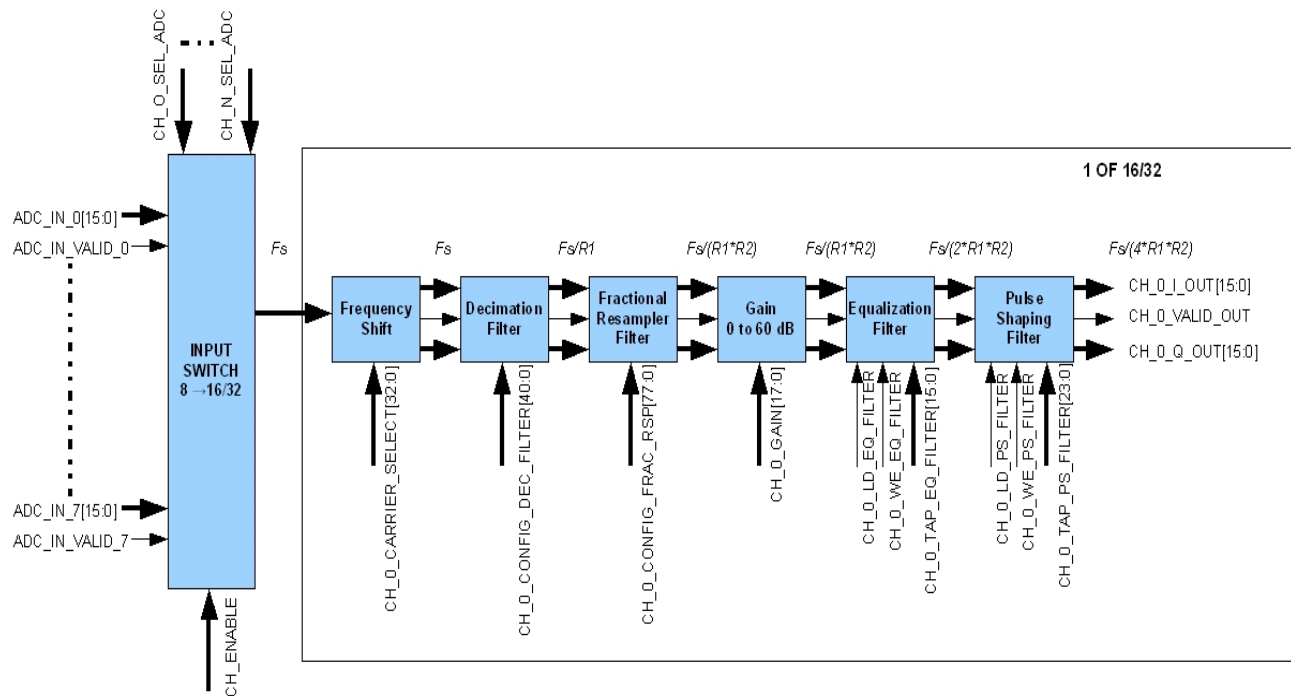 CH_O_SEL_ADC
CH_N_SEL_ADC
1 OF 16/32
ADC_IN_0[15:0]
ADC_IN_VALID_0
Fs
Fs
Fs/R1
Fs/(R1*R2)
Fs/(R1*R2)
Fs/(2*R1*R2)
Fs/(4*R1*R2)
INPUT
SWITCH
8 →16/32
Frequency
Shift
Decimation
Filter
Fractional
Resampler
Filter
Gain
0 to 60 dB
Equalization
Filter
Pulse
Shaping
Filter
CH_0_I_OUT[15:0]
CH_0_VALID_OUT
CH_0_Q_OUT[15:0]
CH_0_CARRIER_SELECT[32:0]
CH_0_CONFIG_DEC_FILTER[40:0]
CH_0_CONFIG_FRAC_RSP[77:0]
CH_0_GAIN[17:0]
CH_0_LD_EQ_FILTER
CH_0_WE_EQ_FILTER
CH_0_TAP_EQ_FILTER[15:0]
CH_0_LD_PS_FILTER
CH_0_WE_PS_FILTER
CH_0_TAP_PS_FILTER[23:0]
ADC_IN_7[15:0]
ADC_IN_VALID_7
CH_ENABLE